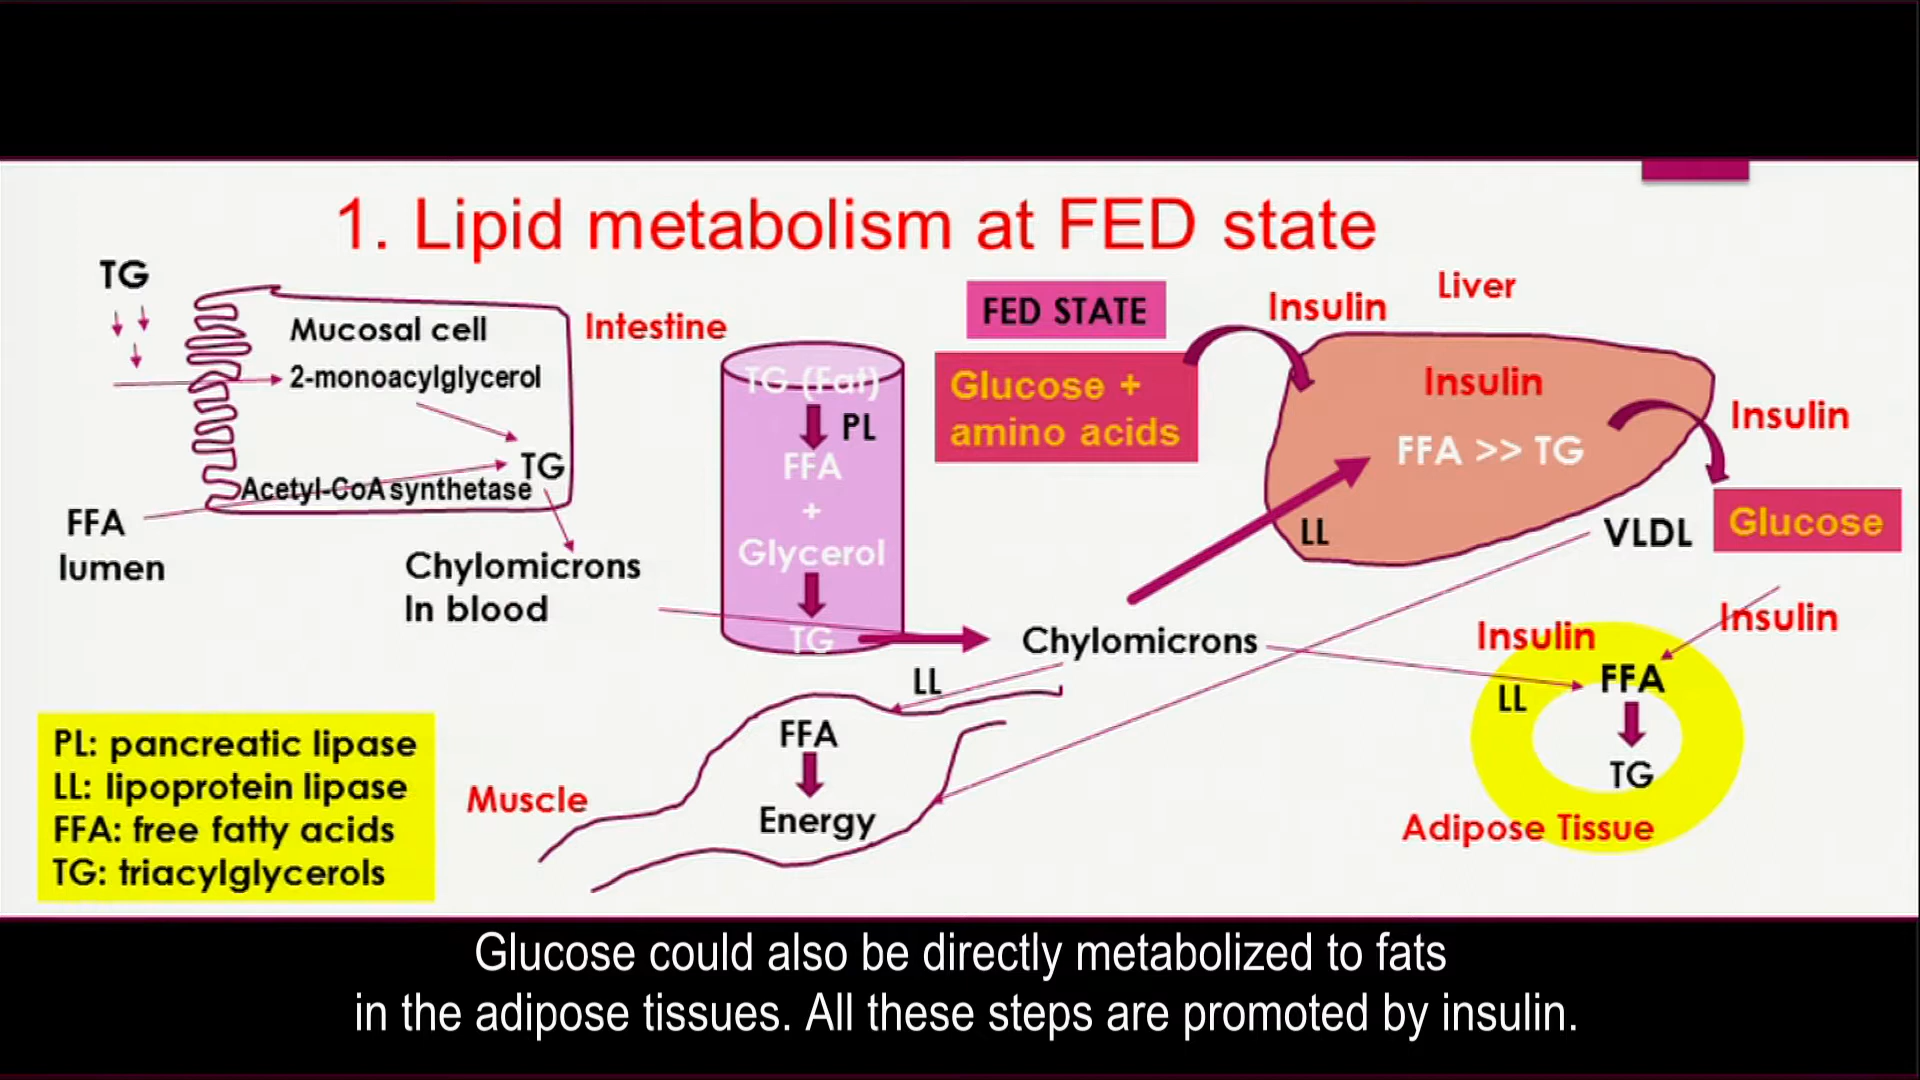 1. Lipid metabolism at FED state
TG
Mucosal cell
2-monoacylglycerol
TG
Acetyl-CoA synthetase
FFA
lumen
Intestine
Chylomicrons
In blood
TG (Fat)
PL
FFA
+
Glycerol
TG
FED STATE
Glucose +
amino acids
Insulin
Liver
Insulin
FFA >> TG
LL
Insulin
VLDL
Glucose
Insulin
Chylomicrons
LL
FFA
Energy
Muscle
Insulin
LL
FFA
TG
Adipose Tissue
PL: pancreatic lipase
LL: lipoprotein lipase
FFA: free fatty acids
TG: triacylglycerols
Glucose could also be directly metabolized to fats
in the adipose tissues. All these steps are promoted by insulin.